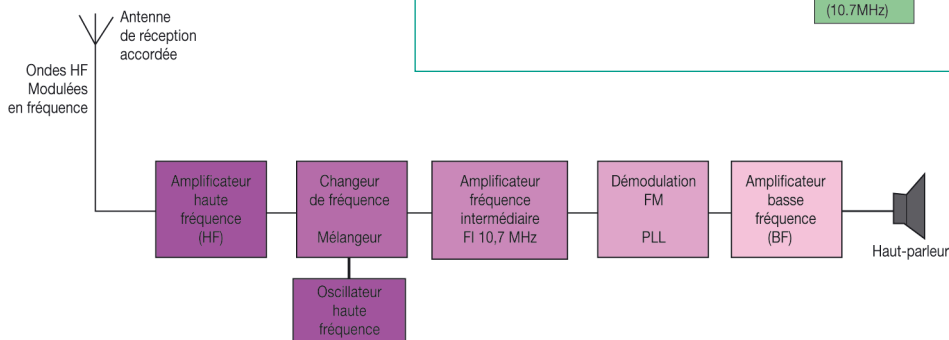 (10.7MHz)
Antenne
de réception
accordée
Ondes HF
Modulées
en fréquence
Amplificateur
haute
fréquence
(HF)
Changeur
de fréquence
Mélangeur
Amplificateur
fréquence
intermédiaire
FI 10,7 MHz
Démodulation
FM
PLL
Amplificateur
basse
fréquence
(BF)
Haut-parleur
Oscillateur
haute
fréquence